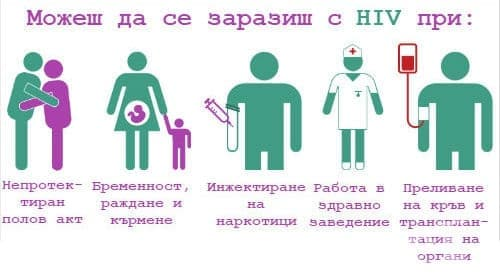 Можеш да се заразиш с HIV при:
Непротек-
тиран
полов акт
Бременност,
раждане и
кърмене
Инжектиране
на
наркотици
Работа в
здравно
заведение
Преливане
на кръв и
трансплан-
тация на
органи